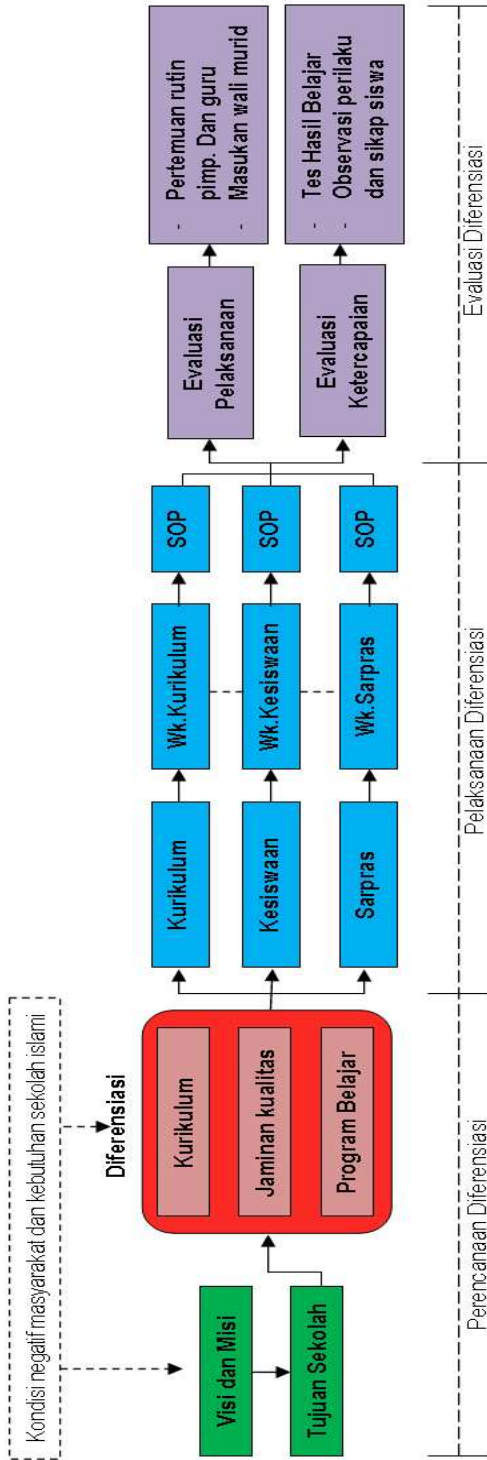 Kondisi negatif masyarakat dan kebutuhan sekolah islami
Visi dan Misi
Tujuan Sekolah
Diferensiasi
Kurikulum
Jaminan kualitas
Program Belajar
Kurikulum
Wk.Kurikulum
SOP
Kesiswaan
Wk.Kesiswaan
SOP
Sarpras
Wk.Sarpras
SOP
Evaluasi
Pelaksanaan
- Pertemuan rutin
pimp. Dan guru
- Masukan wali murid
Evaluasi
Ketercapaian
- Tes Hasil Belajar
- Observasi perilaku
dan sikap siswa
Perencanaan Diferensiasi
Pelaksanaan Diferensiasi
Evaluasi Diferensiasi